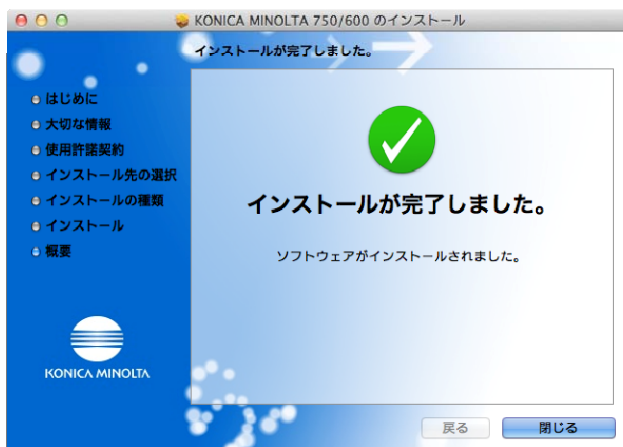 KONICA MINOLTA 750/600 のインストール
インストールが完了しました。
はじめに
大切な情報
使用許諾契約
インストール先の選択
インストールの種類
インストール
概要
インストールが完了しました。
ソフトウェアがインストールされました。
KONICA MINOLTA
戻る
閉じる